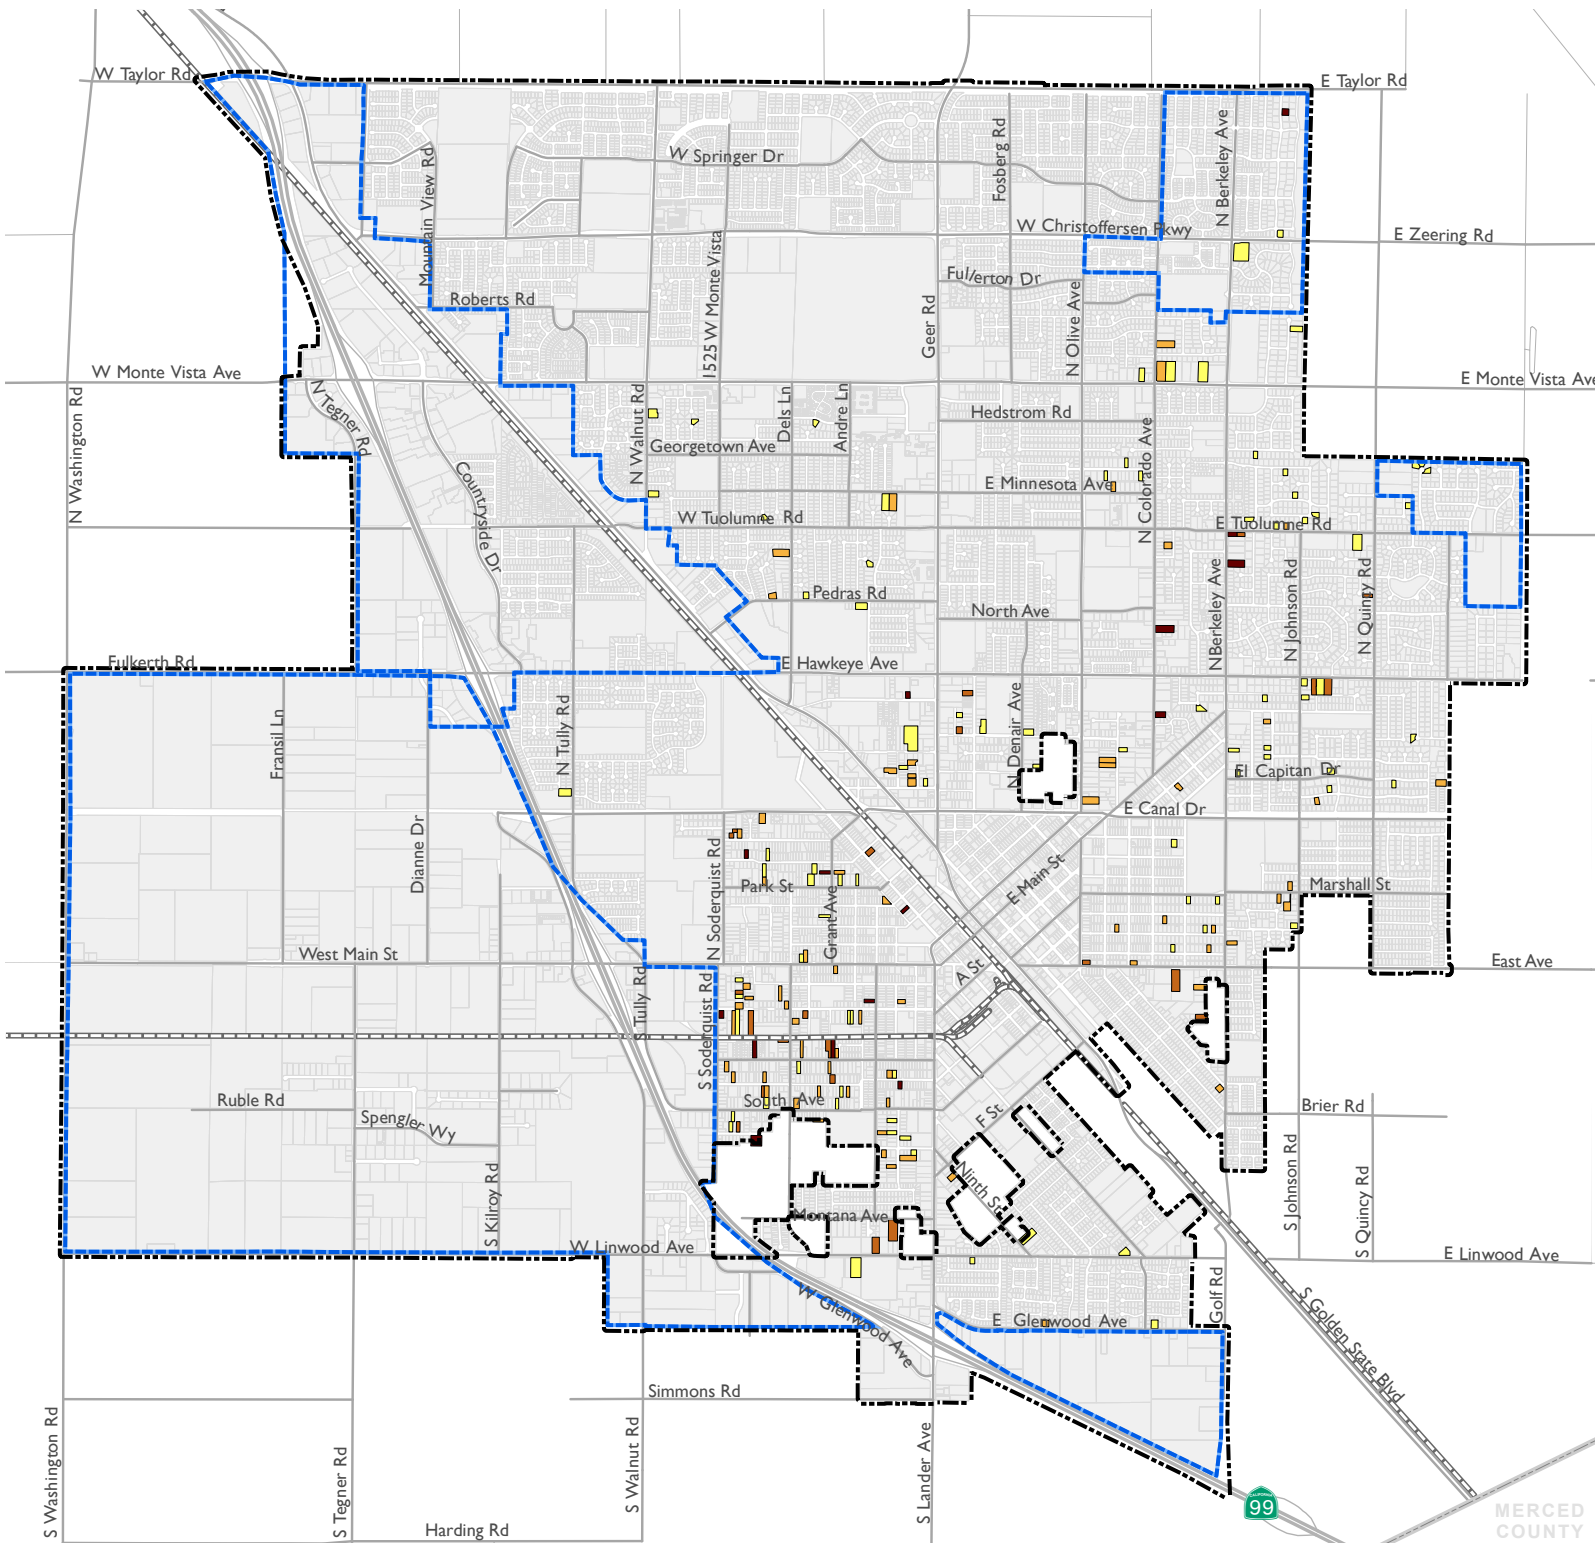 W Taylor Rd
E Taylor Rd
N Berkeley Ave
Fosberg Rd
W Springer Dr
Mountain View Rd
W Christoffersen Pkwy
E Zeering Rd
1525 W Monte Vista
Fullerton Dr
Roberts Rd
Geer Rd
N Olive Ave
W Monte Vista Ave
E Monte Vista Ave
N Tegner Rd
N Washington Rd
N Walnut Rd
Dels Ln
Andre Ln
Hedstrom Rd
Georgetown Ave
N Colorado Ave
Countryside Dr
E Minnesota Ave
W Tuolumne Rd
E Tuolumne Rd
NBerkeley Ave
N Johnson Rd
N Quincy Rd
Pedras Rd
North Ave
Fulkerth Rd
E Hawkeye Ave
Fransil Ln
N Tully Rd
N Denair Ave
El Capitan Dr
E Canal Dr
Dianne Dr
N Soderquist Rd
Park St
Grant Ave
E Main St
Marshall St
West Main St
A St
East Ave
S Tully Rd
S Soderquist Rd
Ruble Rd
South Ave
Spengler Wy
F St
Brier Rd
S Kilroy Rd
Ninth St
S Johnson Rd
S Quincy Rd
Montana Ave
W Linwood Ave
E Linwood Ave
Golf Rd
W Glenwood Ave
E Glenwood Ave
S Golden State Blvd
Simmons Rd
S Washington Rd
S Tegner Rd
S Walnut Rd
S Lander Ave
Harding Rd
CALIFORNIA
99
MERCED
COUNTY